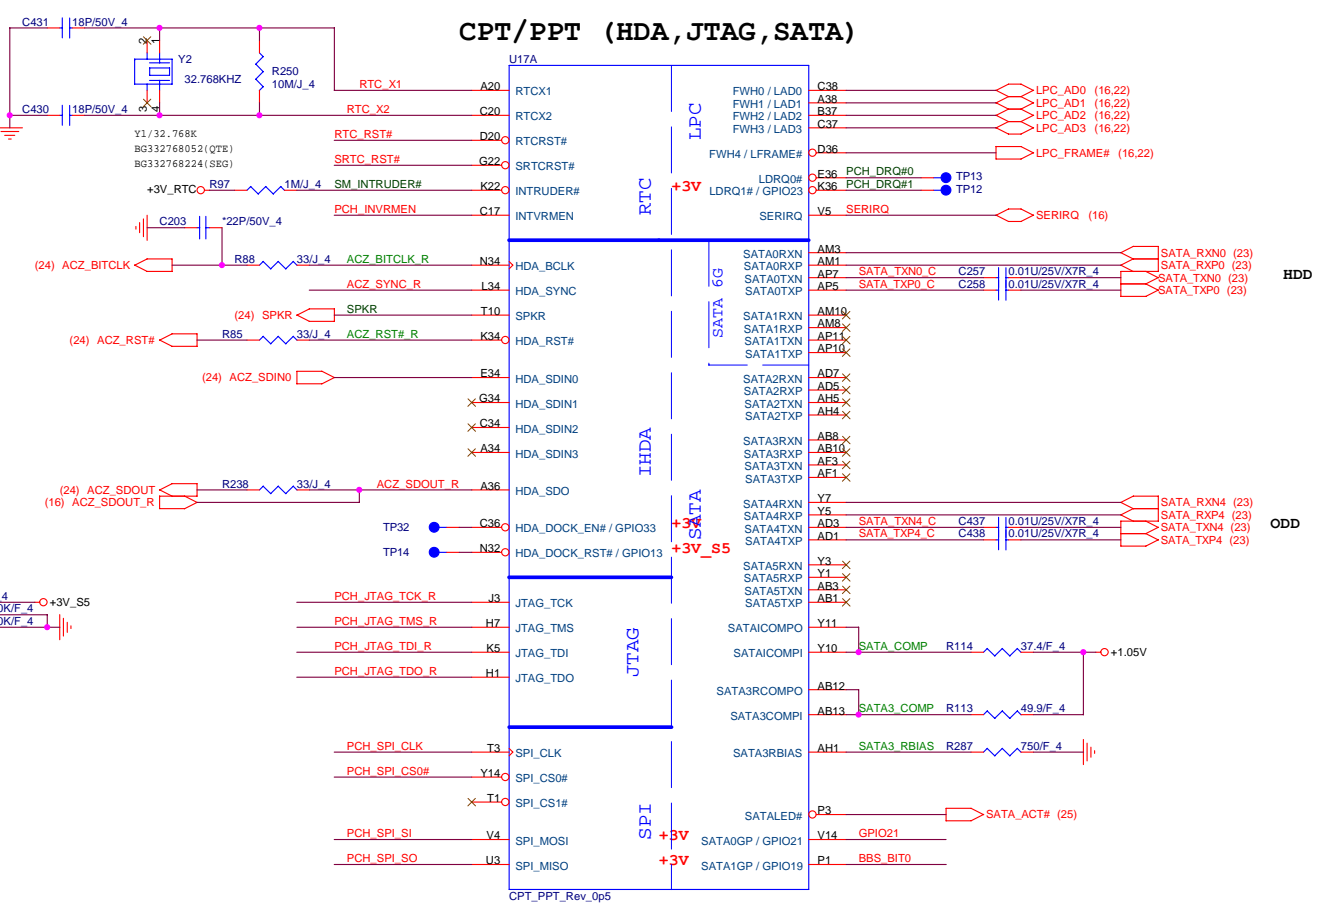 CPT/PPT (HDA,JTAG,SATA)
C431 18P/50V_4
2 1
Y2
32.768KHZ
R250
10M/J_4
C430 18P/50V_4
3 4
Y1/32.768K
BG332768052(QTE)
BG332768224(SEG)
U17A
RTC_X1 A20 RTCX1
RTC_X2 C20 RTCX2
RTC_RST# D20 RTCRST#
SRTC_RST# G22 SRTCRST#
+3V_RTC R97 1M/J_4 SM_INTRUDER# K22 INTRUDER#
PCH_INVRMEN C17 INTVRMEN
C203 *22P/50V_4
(24) ACZ_BITCLK R88 33/J_4 ACZ_BITCLK_R N34 HDA_BCLK
ACZ_SYNC_R L34 HDA_SYNC
(24) SPKR SPKR T10 SPKR
(24) ACZ_RST# R85 33/J_4 ACZ_RST#_R K34 HDA_RST#
(24) ACZ_SDIN0 E34 HDA_SDIN0
G34 HDA_SDIN1
C34 HDA_SDIN2
A34 HDA_SDIN3
(24) ACZ_SDOUT R238 33/J_4 ACZ_SDOUT_R A36 HDA_SDO
(16) ACZ_SDOUT_R
TP32 C36 HDA_DOCK_EN# / GPIO33 +3V
TP14 N32 HDA_DOCK_RST# / GPIO13 +3V_S5
_4 +3V_S5
0K/F_4
0K/F_4
PCH_JTAG_TCK_R J3 JTAG_TCK
PCH_JTAG_TMS_R H7 JTAG_TMS
PCH_JTAG_TDI_R K5 JTAG_TDI
PCH_JTAG_TDO_R H1 JTAG_TDO
PCH_SPI_CLK T3 SPI_CLK
PCH_SPI_CS0# Y14 SPI_CS0#
T1 SPI_CS1#
PCH_SPI_SI V4 SPI_MOSI +3V
PCH_SPI_SO U3 SPI_MISO +3V
CPT_PPT_Rev_0p5
RTC
LPC
IHDA
SATA
SATA 6G
JTAG
SPI
FWH0 / LAD0 C38 LPC_AD0 (16,22)
FWH1 / LAD1 A38 LPC_AD1 (16,22)
FWH2 / LAD2 B37 LPC_AD2 (16,22)
FWH3 / LAD3 C37 LPC_AD3 (16,22)
FWH4 / LFRAME# D36 LPC_FRAME# (16,22)
LDRQ0# E36 PCH_DRQ#0 TP13
+3V LDRQ1# / GPIO23 K36 PCH_DRQ#1 TP12
SERIRQ V5 SERIRQ SERIRQ (16)
SATA0RXN AM3 SATA_RXN0 (23)
SATA0RXP AM1 SATA_RXP0 (23)
SATA0TXN AP7 SATA_TXN0_C C257 0.01U/25V/X7R_4 SATA_TXN0 (23)
SATA0TXP AP5 SATA_TXP0_C C258 0.01U/25V/X7R_4 SATA_TXP0 (23)
HDD
SATA1RXN AM10
SATA1RXP AM8
SATA1TXN AP11
SATA1TXP AP10
SATA2RXN AD7
SATA2RXP AD5
SATA2TXN AH5
SATA2TXP AH4
SATA3RXN AB8
SATA3RXP AB10
SATA3TXN AF3
SATA3TXP AF1
SATA4RXN Y7 SATA_RXN4 (23)
SATA4RXP Y5 SATA_RXP4 (23)
SATA4TXN AD3 SATA_TXN4_C C437 0.01U/25V/X7R_4 SATA_TXN4 (23)
SATA4TXP AD1 SATA_TXP4_C C438 0.01U/25V/X7R_4 SATA_TXP4 (23)
ODD
SATA5RXN Y3
SATA5RXP Y1
SATA5TXN AB3
SATA5TXP AB1
SATAICOMPO Y11
SATAICOMPI Y10 SATA_COMP R114 37.4/F_4 +1.05V
SATA3RCOMPO AB12
SATA3COMPI AB13 SATA3_COMP R113 49.9/F_4
SATA3RBIAS AH1 SATA3_RBIAS R287 750/F_4
SATALED# P3 SATA_ACT# (25)
SATA0GP / GPIO21 V14 GPIO21
SATA1GP / GPIO19 P1 BBS_BIT0